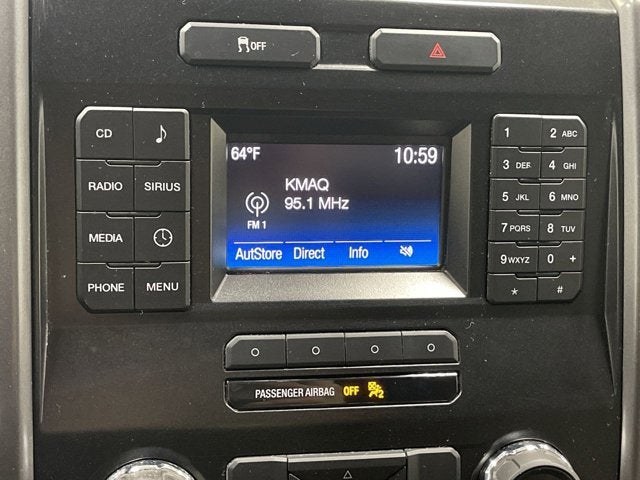 OFF
CD
RADIO SIRIUS
MEDIA
PHONE MENU
64°F 10:59
KMAQ
95.1 MHz
FM 1
AutStore Direct Info
1 2 ABC
3 DEF 4 GHI
5 JKL 6 MNO
7 PQRS 8 TUV
9 WXYZ 0 +
* #
PASSENGER AIRBAG OFF 2